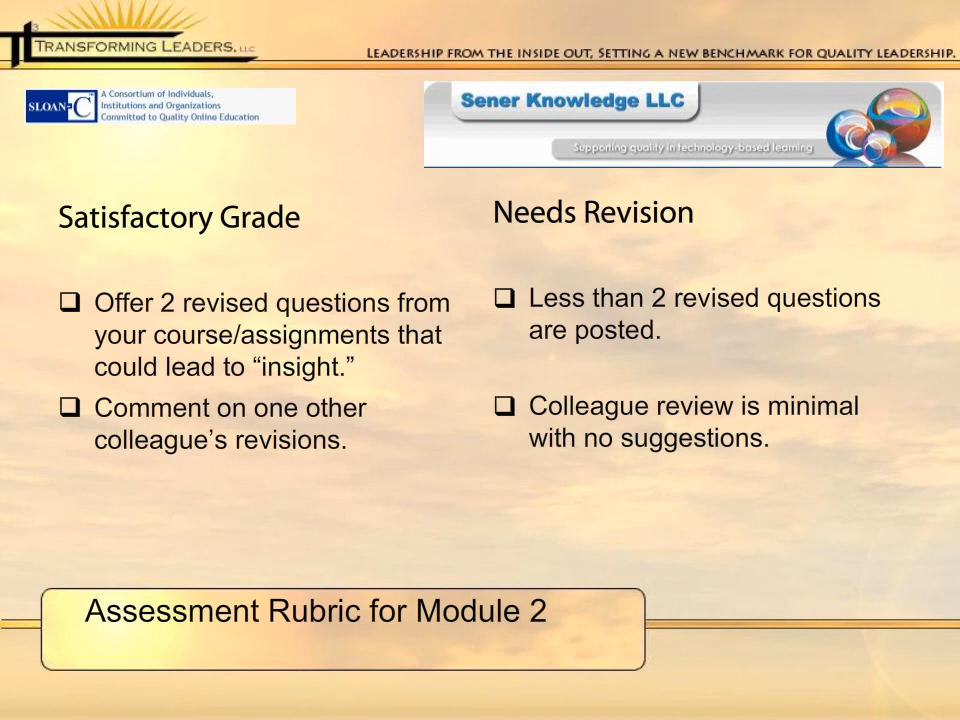 3
TRANSFORMING LEADERS, LLC
LEADERSHIP FROM THE INSIDE OUT, SETTING A NEW BENCHMARK FOR QUALITY LEADERSHIP.
SLOAN-C™
A Consortium of Individuals,
Institutions and Organizations
Committed to Quality Online Education
Sener Knowledge LLC
Supporting quality in technology-based learning
Satisfactory Grade
❑ Offer 2 revised questions from
your course/assignments that
could lead to “insight.”
❑ Comment on one other
colleague’s revisions.
Needs Revision
❑ Less than 2 revised questions
are posted.
❑ Colleague review is minimal
with no suggestions.
Assessment Rubric for Module 2